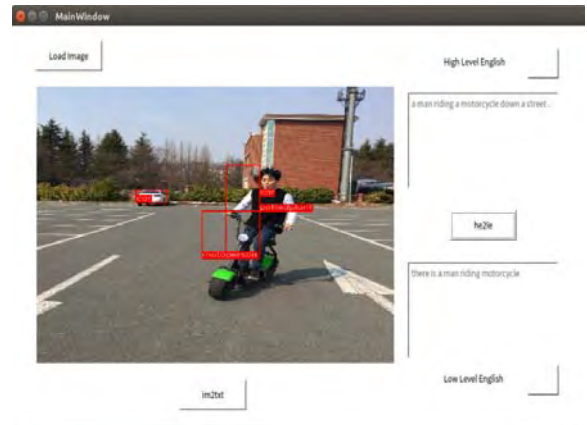 MainWindow
Load Image
High Level English
a man riding a motorcycle down a street .
he2le
there is a man riding motorcycle
Low Level English
im2txt